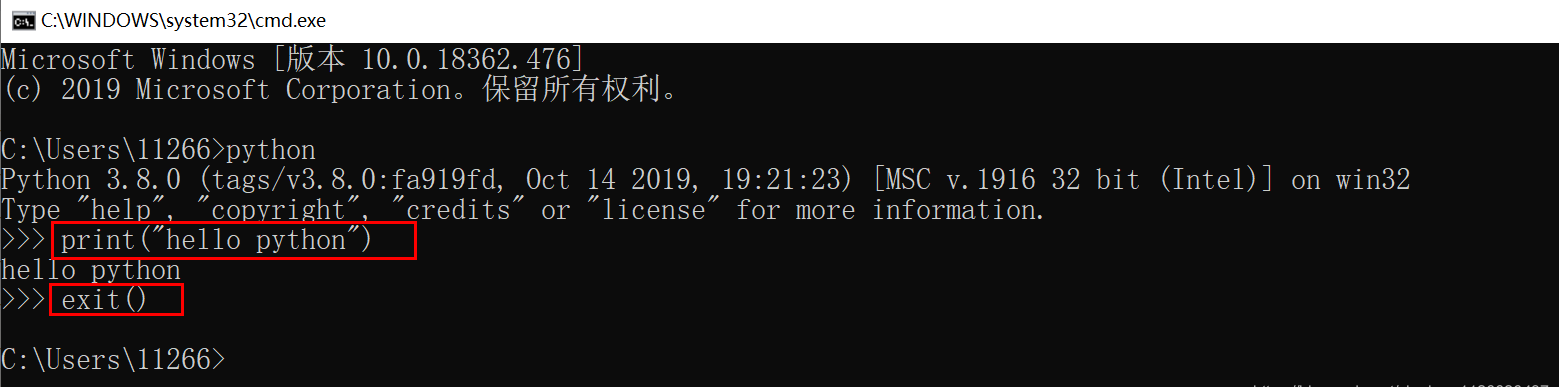 C:\WINDOWS\system32\cmd.exe
Microsoft Windows [版本 10.0.18362.476]
(c) 2019 Microsoft Corporation。保留所有权利。
C:\Users\11266>python
Python 3.8.0 (tags/v3.8.0:fa919fd, Oct 14 2019, 19:21:23) [MSC v.1916 32 bit (Intel)] on win32
Type "help", "copyright", "credits" or "license" for more information.
>>> print("hello python")
hello python
>>> exit()
C:\Users\11266>